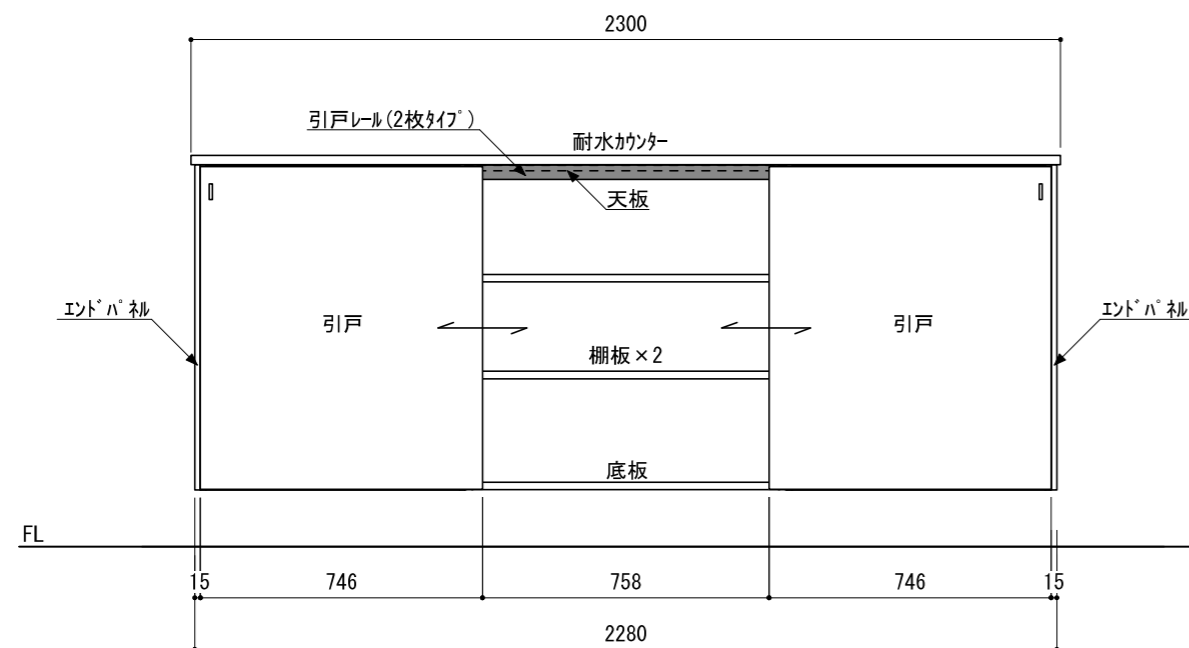 2300
引戸ﾚｰﾙ(2枚ﾀｲﾌﾟ)
耐水ｶｳﾝﾀｰ
天板
ｴﾝﾄﾞﾊﾟﾈﾙ
引戸
引戸
ｴﾝﾄﾞﾊﾟﾈﾙ
棚板×2
底板
FL
15 746 758 746 15
2280